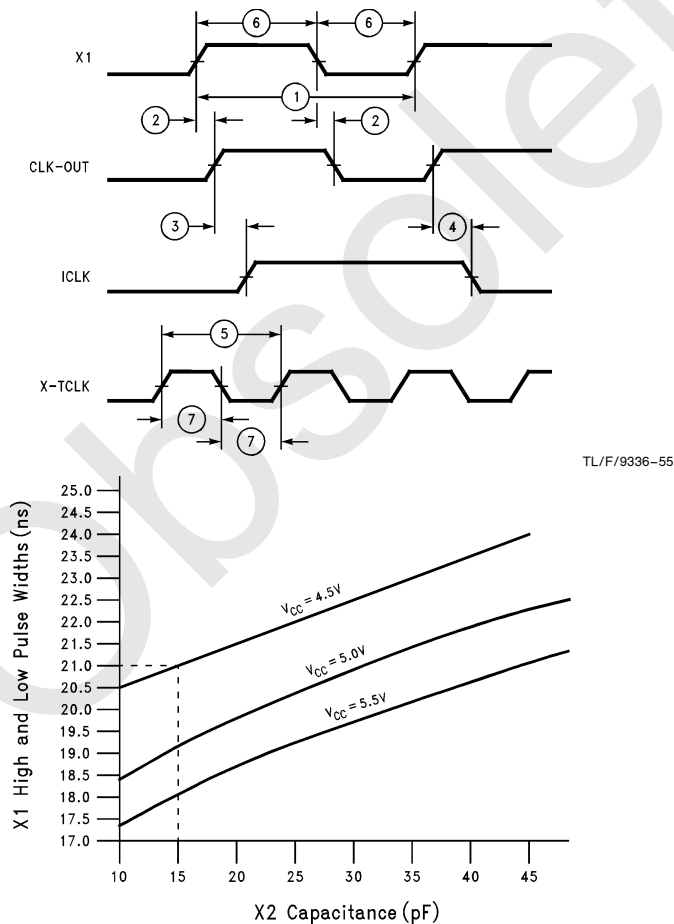 6 6
X1
1
2 2
CLK-OUT
3 4
ICLK
5
X-TCLK
7
7
TL/F/9336–55
X1 High and Low Pulse Widths (ns)
25.0
24.5
24.0
23.5
23.0
22.5
22.0
21.5
21.0
20.5
20.0
19.5
19.0
18.5
18.0
17.5
17.0
VCC = 4.5V
VCC = 5.0V
VCC = 5.5V
10 15 20 25 30 35 40 45
X2 Capacitance (pF)
Obsolete